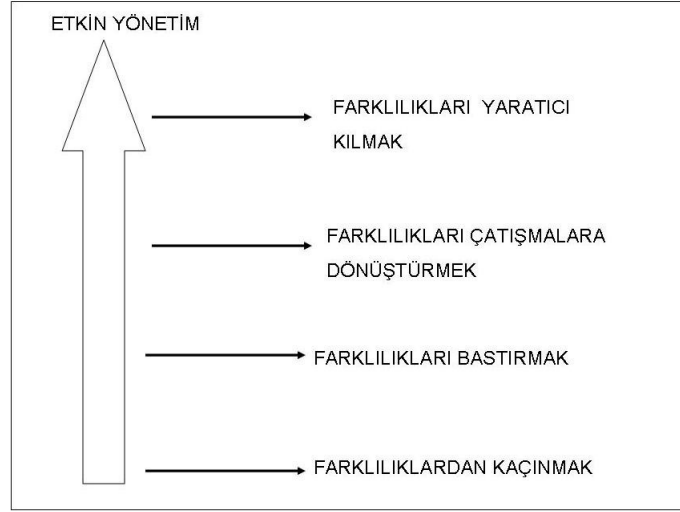 ETKİN YÖNETİM
FARKLILIKLARI YARATICI
KILMAK
FARKLILIKLARI ÇATIŞMALARA
DÖNÜŞTÜRMEK
FARKLILIKLARI BASTIRMAK
FARKLILIKLARDAN KAÇINMAK